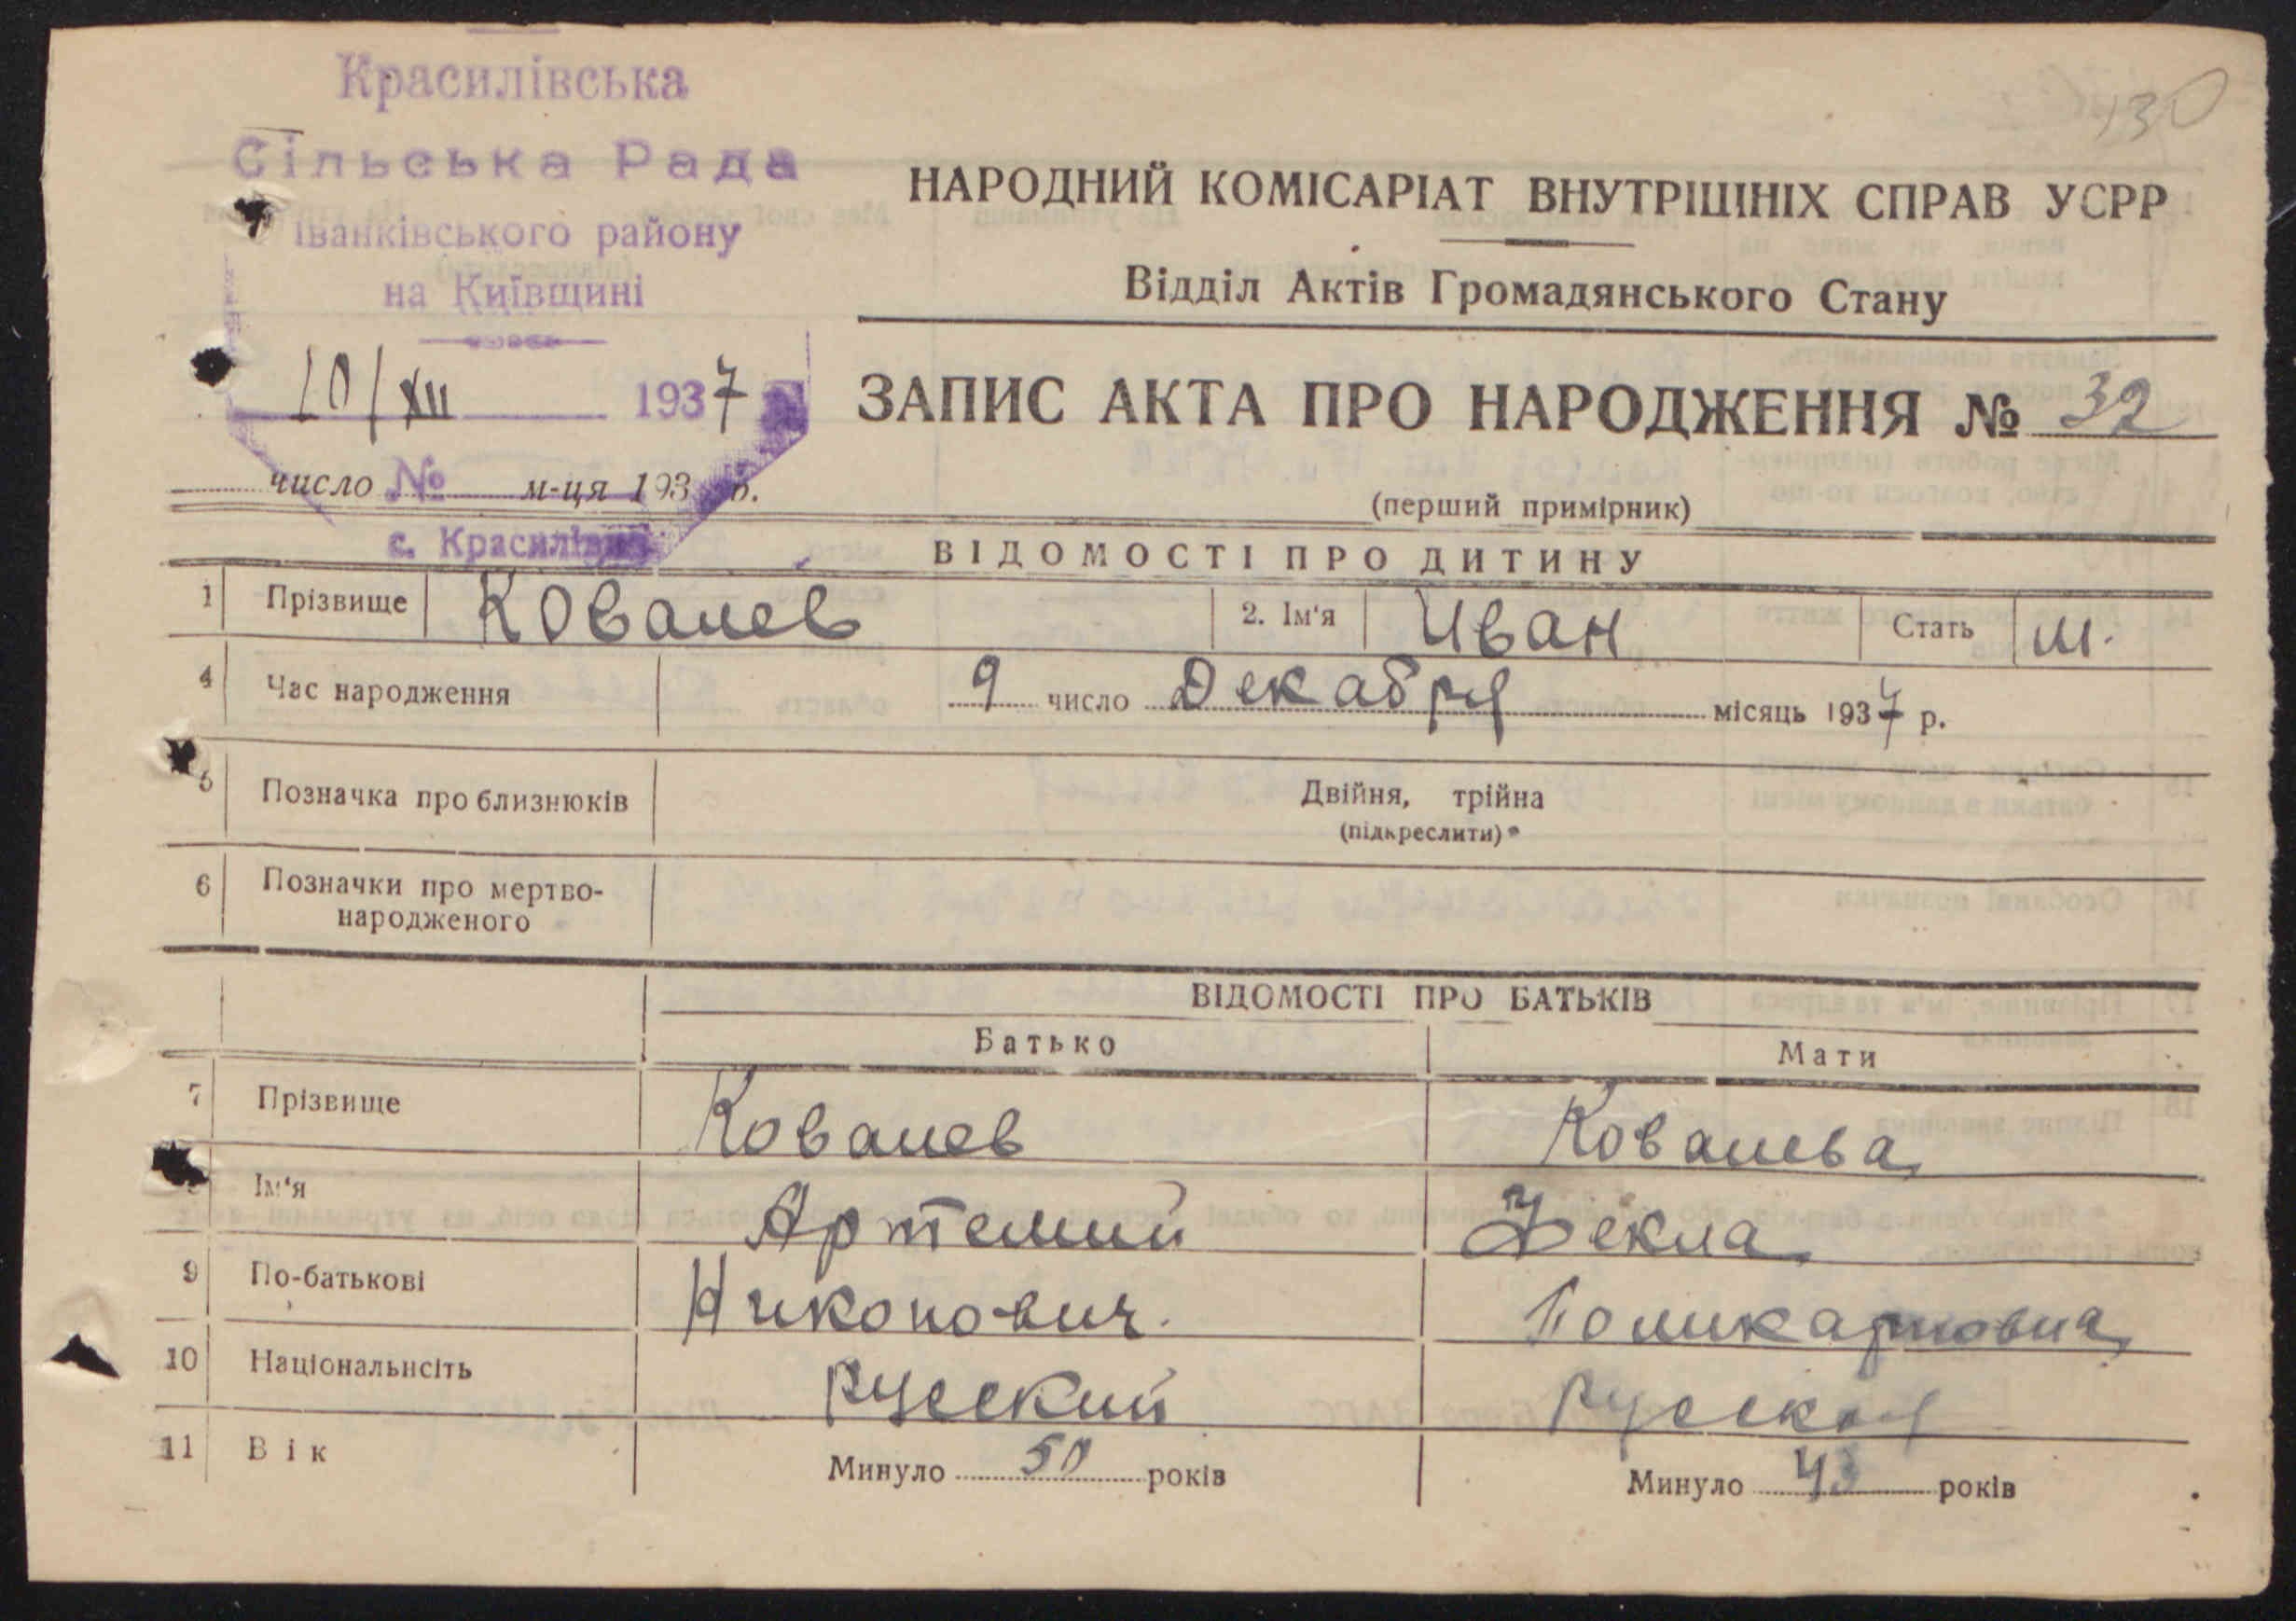 430
Красилівська
Сільська Рада
Іванківського району
на Київщині
10/XII 1937
число № м-ця 193 р.
с. Красилівка
НАРОДНИЙ КОМІСАРІАТ ВНУТРІШНІХ СПРАВ УСРР
Відділ Актів Громадянського Стану
ЗАПИС АКТА ПРО НАРОДЖЕННЯ № 32
(перший примірник)
ВІДОМОСТІ ПРО ДИТИНУ
1 Прізвище Ковалев 2. Ім'я Иван Стать м.
4 Час народження 9 число Декабря місяць 1937 р.
5 Позначка про близнюків Двійня, трійна
(підкреслити)
6 Позначки про мертво-
народженого
ВІДОМОСТІ ПРО БАТЬКІВ
Батько Мати
7 Прізвище Ковалев Ковалева
Ім'я Артемий Фекла
9 По-батькові Никонович. Поликарповна
10 Національнсіть Русский Русская
11 Вік Минуло 50 років Минуло 43 років